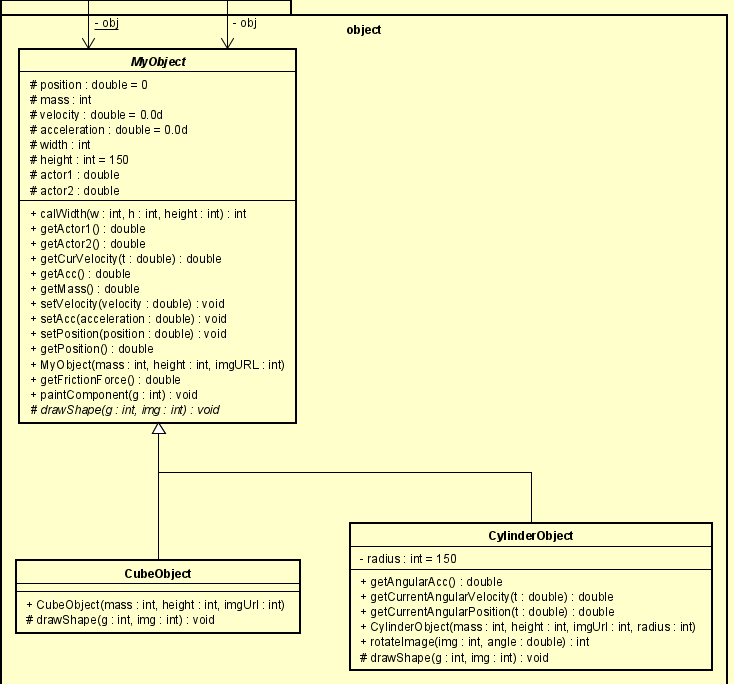 - obj
- obj
object
MyObject
# position : double = 0
# mass : int
# velocity : double = 0.0d
# acceleration : double = 0.0d
# width : int
# height : int = 150
# actor1 : double
# actor2 : double
+ calWidth(w : int, h : int, height : int) : int
+ getActor1() : double
+ getActor2() : double
+ getCurVelocity(t : double) : double
+ getAcc() : double
+ getMass() : double
+ setVelocity(velocity : double) : void
+ setAcc(acceleration : double) : void
+ setPosition(position : double) : void
+ getPosition() : double
+ MyObject(mass : int, height : int, imgURL : int)
+ getFrictionForce() : double
+ paintComponent(g : int) : void
# drawShape(g : int, img : int) : void
CubeObject
+ CubeObject(mass : int, height : int, imgUrl : int)
# drawShape(g : int, img : int) : void
CylinderObject
- radius : int = 150
+ getAngularAcc() : double
+ getCurrentAngularVelocity(t : double) : double
+ getCurrentAngularPosition(t : double) : double
+ CylinderObject(mass : int, height : int, imgUrl : int, radius : int)
+ rotateImage(img : int, angle : double) : int
# drawShape(g : int, img : int) : void